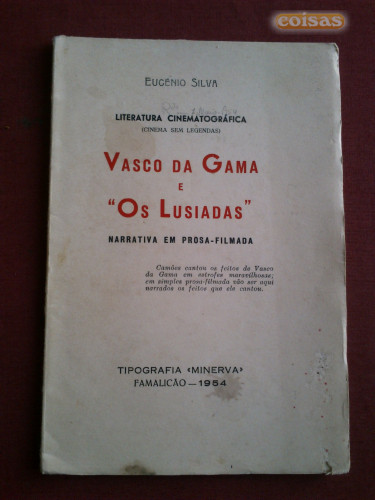 coisas
EUGENIO SILVA
LITERATURA CINEMATOGRÁFICA
(CINEMA SEM LEGENDAS)
VASCO DA GAMA
E
"OS LUSIADAS"
NARRATIVA EM PROSA-FILMADA
Camões cantou os feitos de Vasco
da Gama em estrofes maravilhosas;
em simples prosa-filmada vão ser aqui
narrados os feitos que ele cantou.
TIPOGRAFIA «MINERVA»
FAMALICÃO — 1954